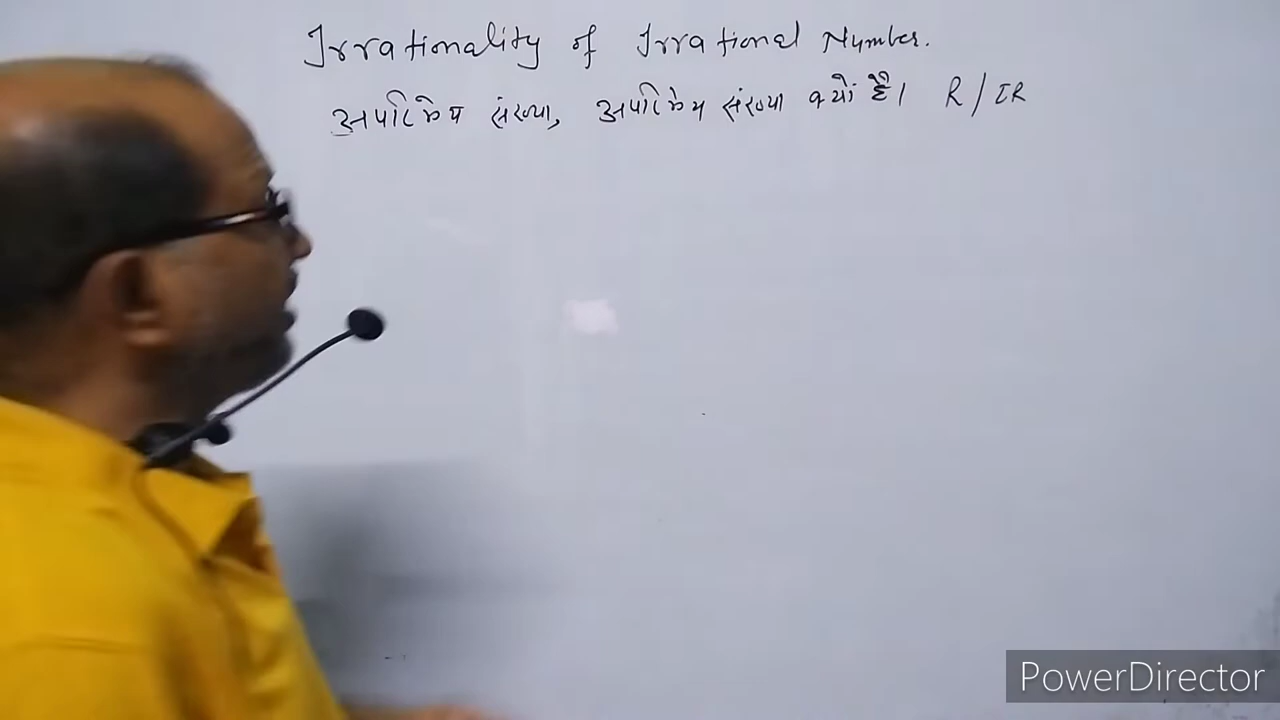 Irrationality of Irrational Number.
अपरिमेय संख्या, अपरिमेय संख्या क्यों है। R/IR
PowerDirector